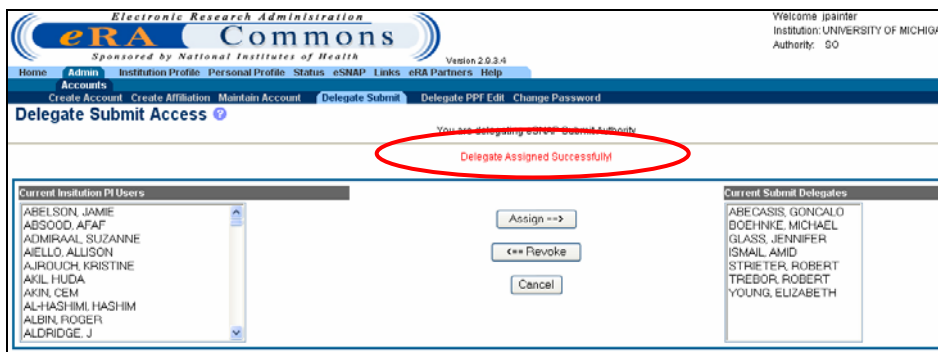 Electronic Research Administration
eRA Commons
Sponsored by National Institutes of Health
Version 2.9.3.4
Welcome jpainter
Institution: UNIVERSITY OF MICHIGA
Authority: SO
Home Admin Institution Profile Personal Profile Status eSNAP Links eRA Partners Help
Accounts
Create Account Create Affiliation Maintain Account Delegate Submit Delegate PPF Edit Change Password
Delegate Submit Access ?
You are delegating eSNAP Submit Authority
Delegate Assigned Successfully!
Current Insitution PI Users
ABELSON, JAMIE
ABSOOD, AFAF
ADMIRAAL, SUZANNE
AIELLO, ALLISON
AJROUCH, KRISTINE
AKIL, HUDA
AKIN, CEM
AL-HASHIMI, HASHIM
ALBIN, ROGER
ALDRIDGE, J
Assign ==>
<== Revoke
Cancel
Current Submit Delegates
ABECASIS, GONCALO
BOEHNKE, MICHAEL
GLASS, JENNIFER
ISMAIL, AMID
STRIETER, ROBERT
TREBOR, ROBERT
YOUNG, ELIZABETH